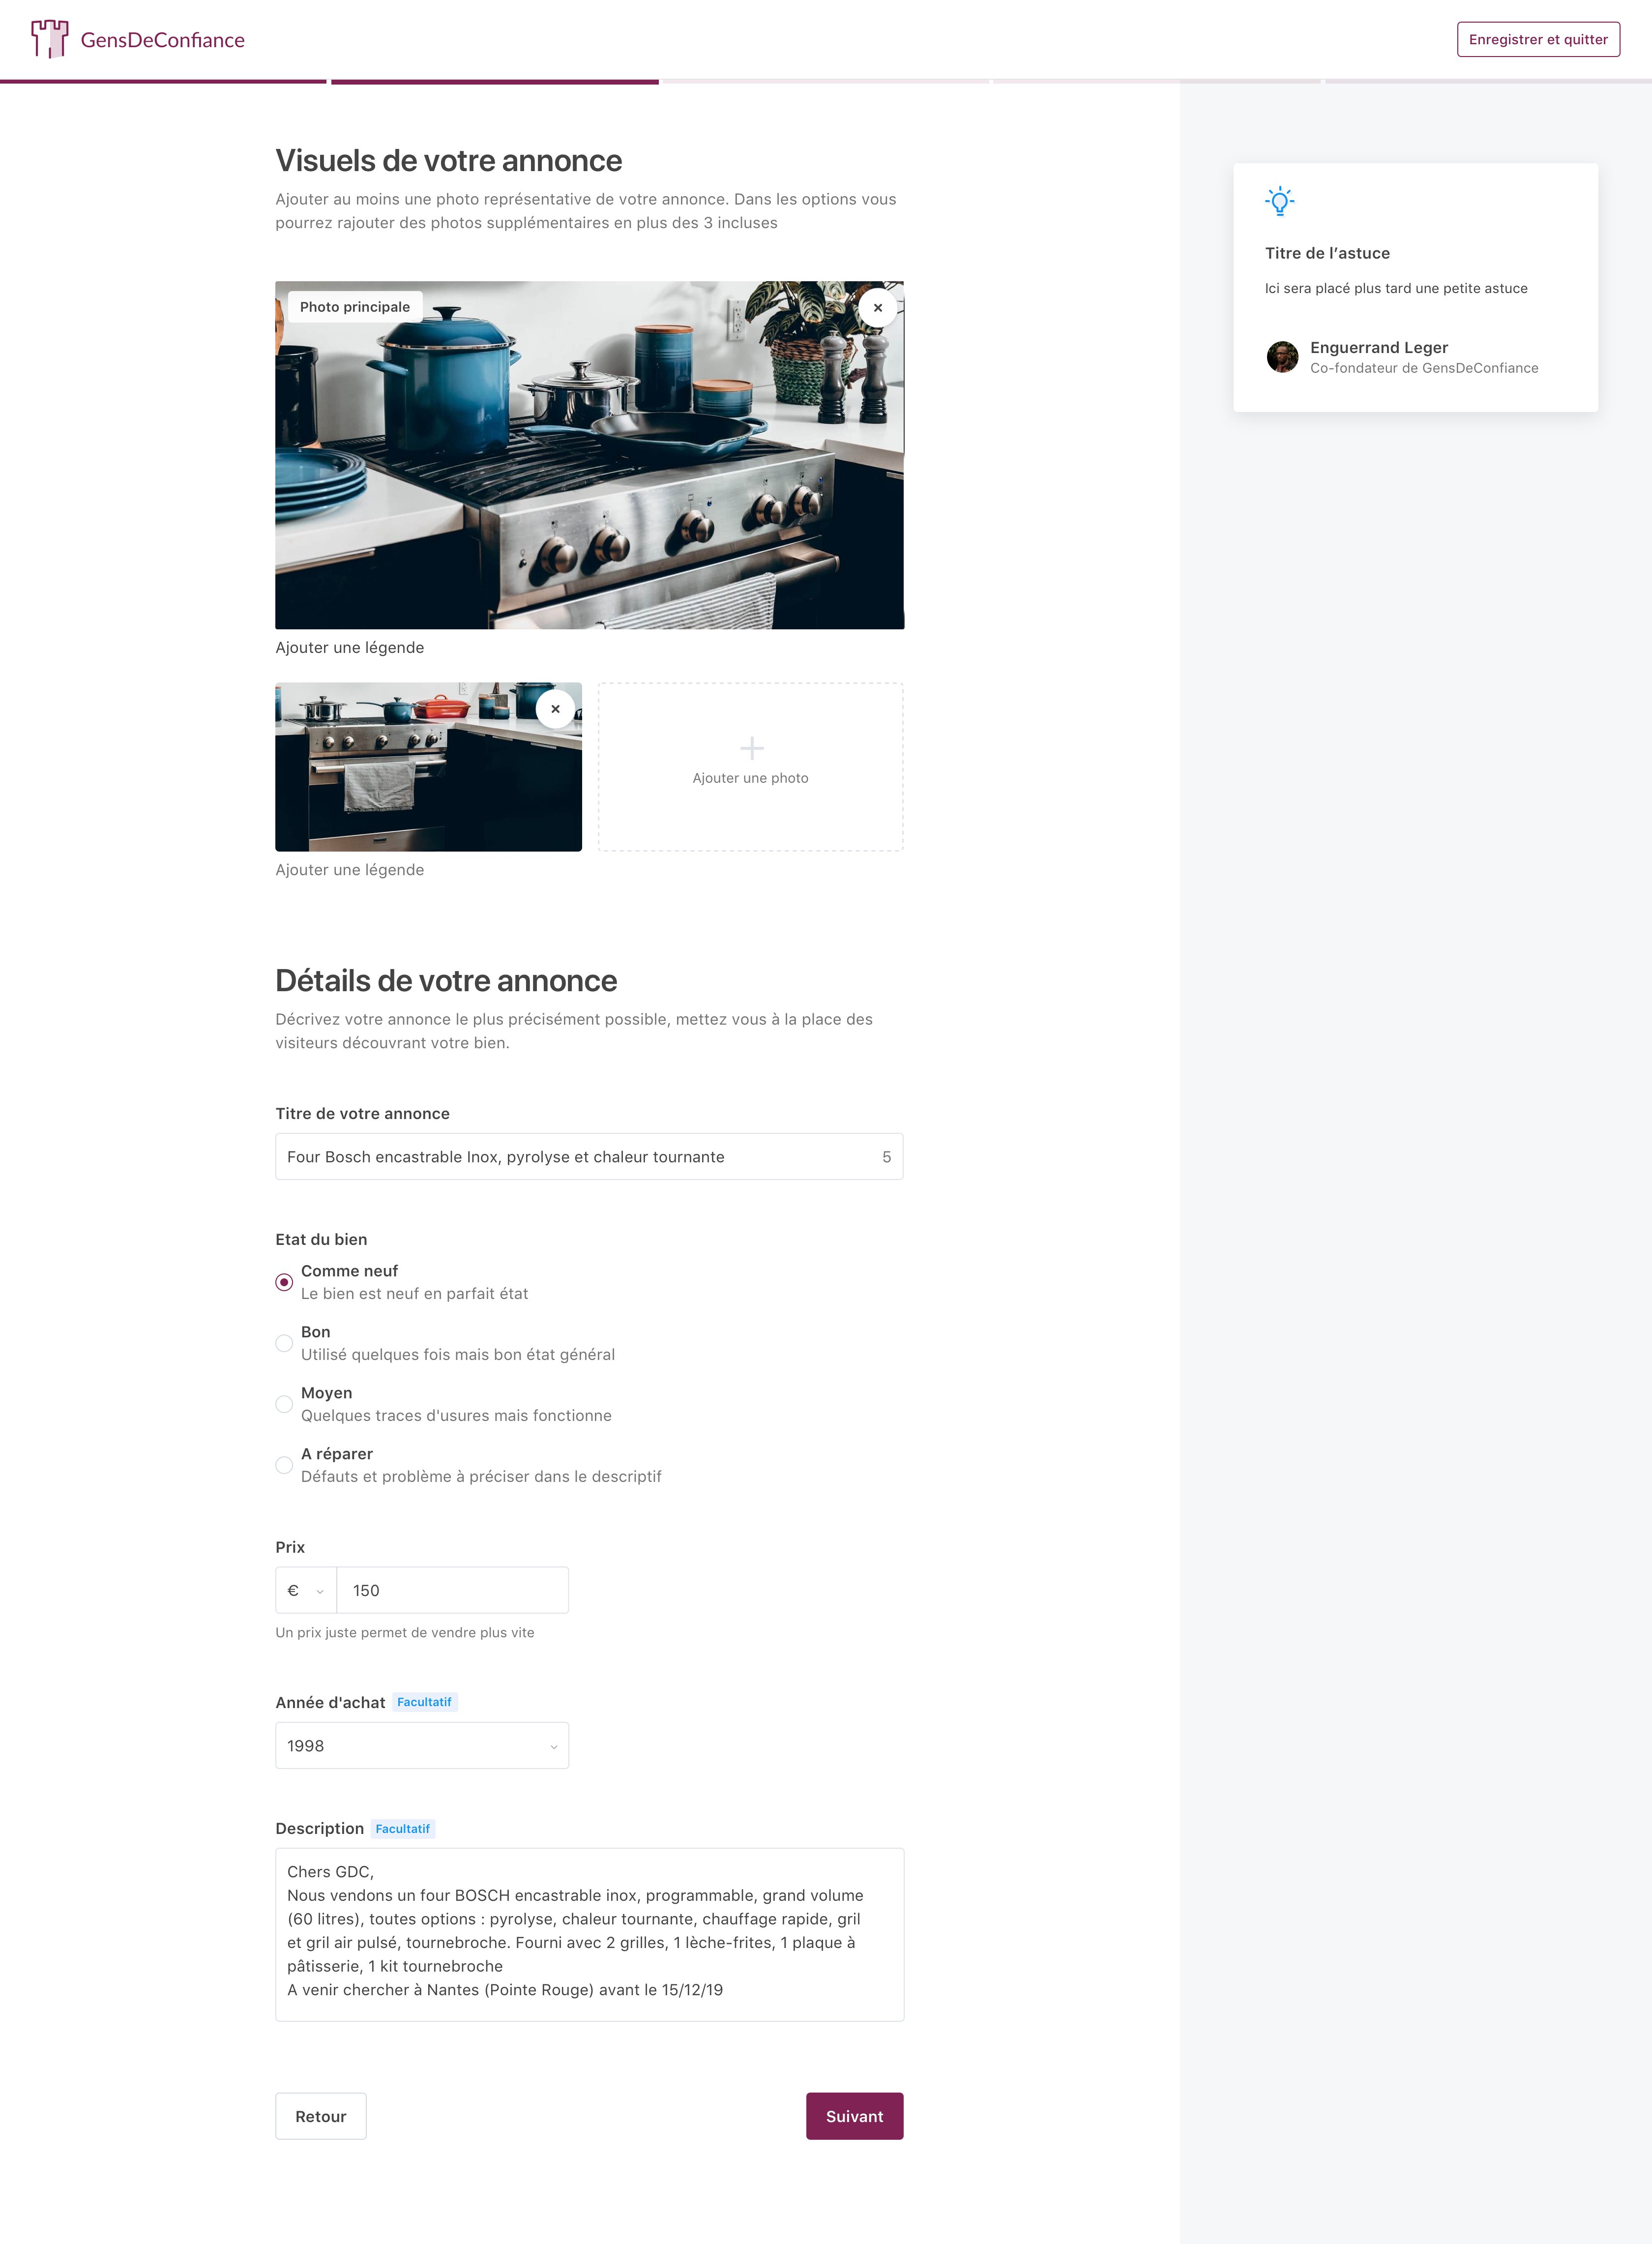 GensDeConfiance
Enregistrer et quitter
Visuels de votre annonce
Ajouter au moins une photo représentative de votre annonce. Dans les options vous
pourrez rajouter des photos supplémentaires en plus des 3 incluses
Photo principale
Ajouter une légende
Ajouter une photo
Ajouter une légende
Détails de votre annonce
Décrivez votre annonce le plus précisément possible, mettez vous à la place des
visiteurs découvrant votre bien.
Titre de votre annonce
Four Bosch encastrable Inox, pyrolyse et chaleur tournante 5
Etat du bien
Comme neuf
Le bien est neuf en parfait état
Bon
Utilisé quelques fois mais bon état général
Moyen
Quelques traces d'usures mais fonctionne
A réparer
Défauts et problème à préciser dans le descriptif
Prix
€ 150
Un prix juste permet de vendre plus vite
Année d'achat Facultatif
1998
Description Facultatif
Chers GDC,
Nous vendons un four BOSCH encastrable inox, programmable, grand volume
(60 litres), toutes options : pyrolyse, chaleur tournante, chauffage rapide, gril
et gril air pulsé, tournebroche. Fourni avec 2 grilles, 1 lèche-frites, 1 plaque à
pâtisserie, 1 kit tournebroche
A venir chercher à Nantes (Pointe Rouge) avant le 15/12/19
Retour
Suivant
Titre de l’astuce
Ici sera placé plus tard une petite astuce
Enguerrand Leger
Co-fondateur de GensDeConfiance